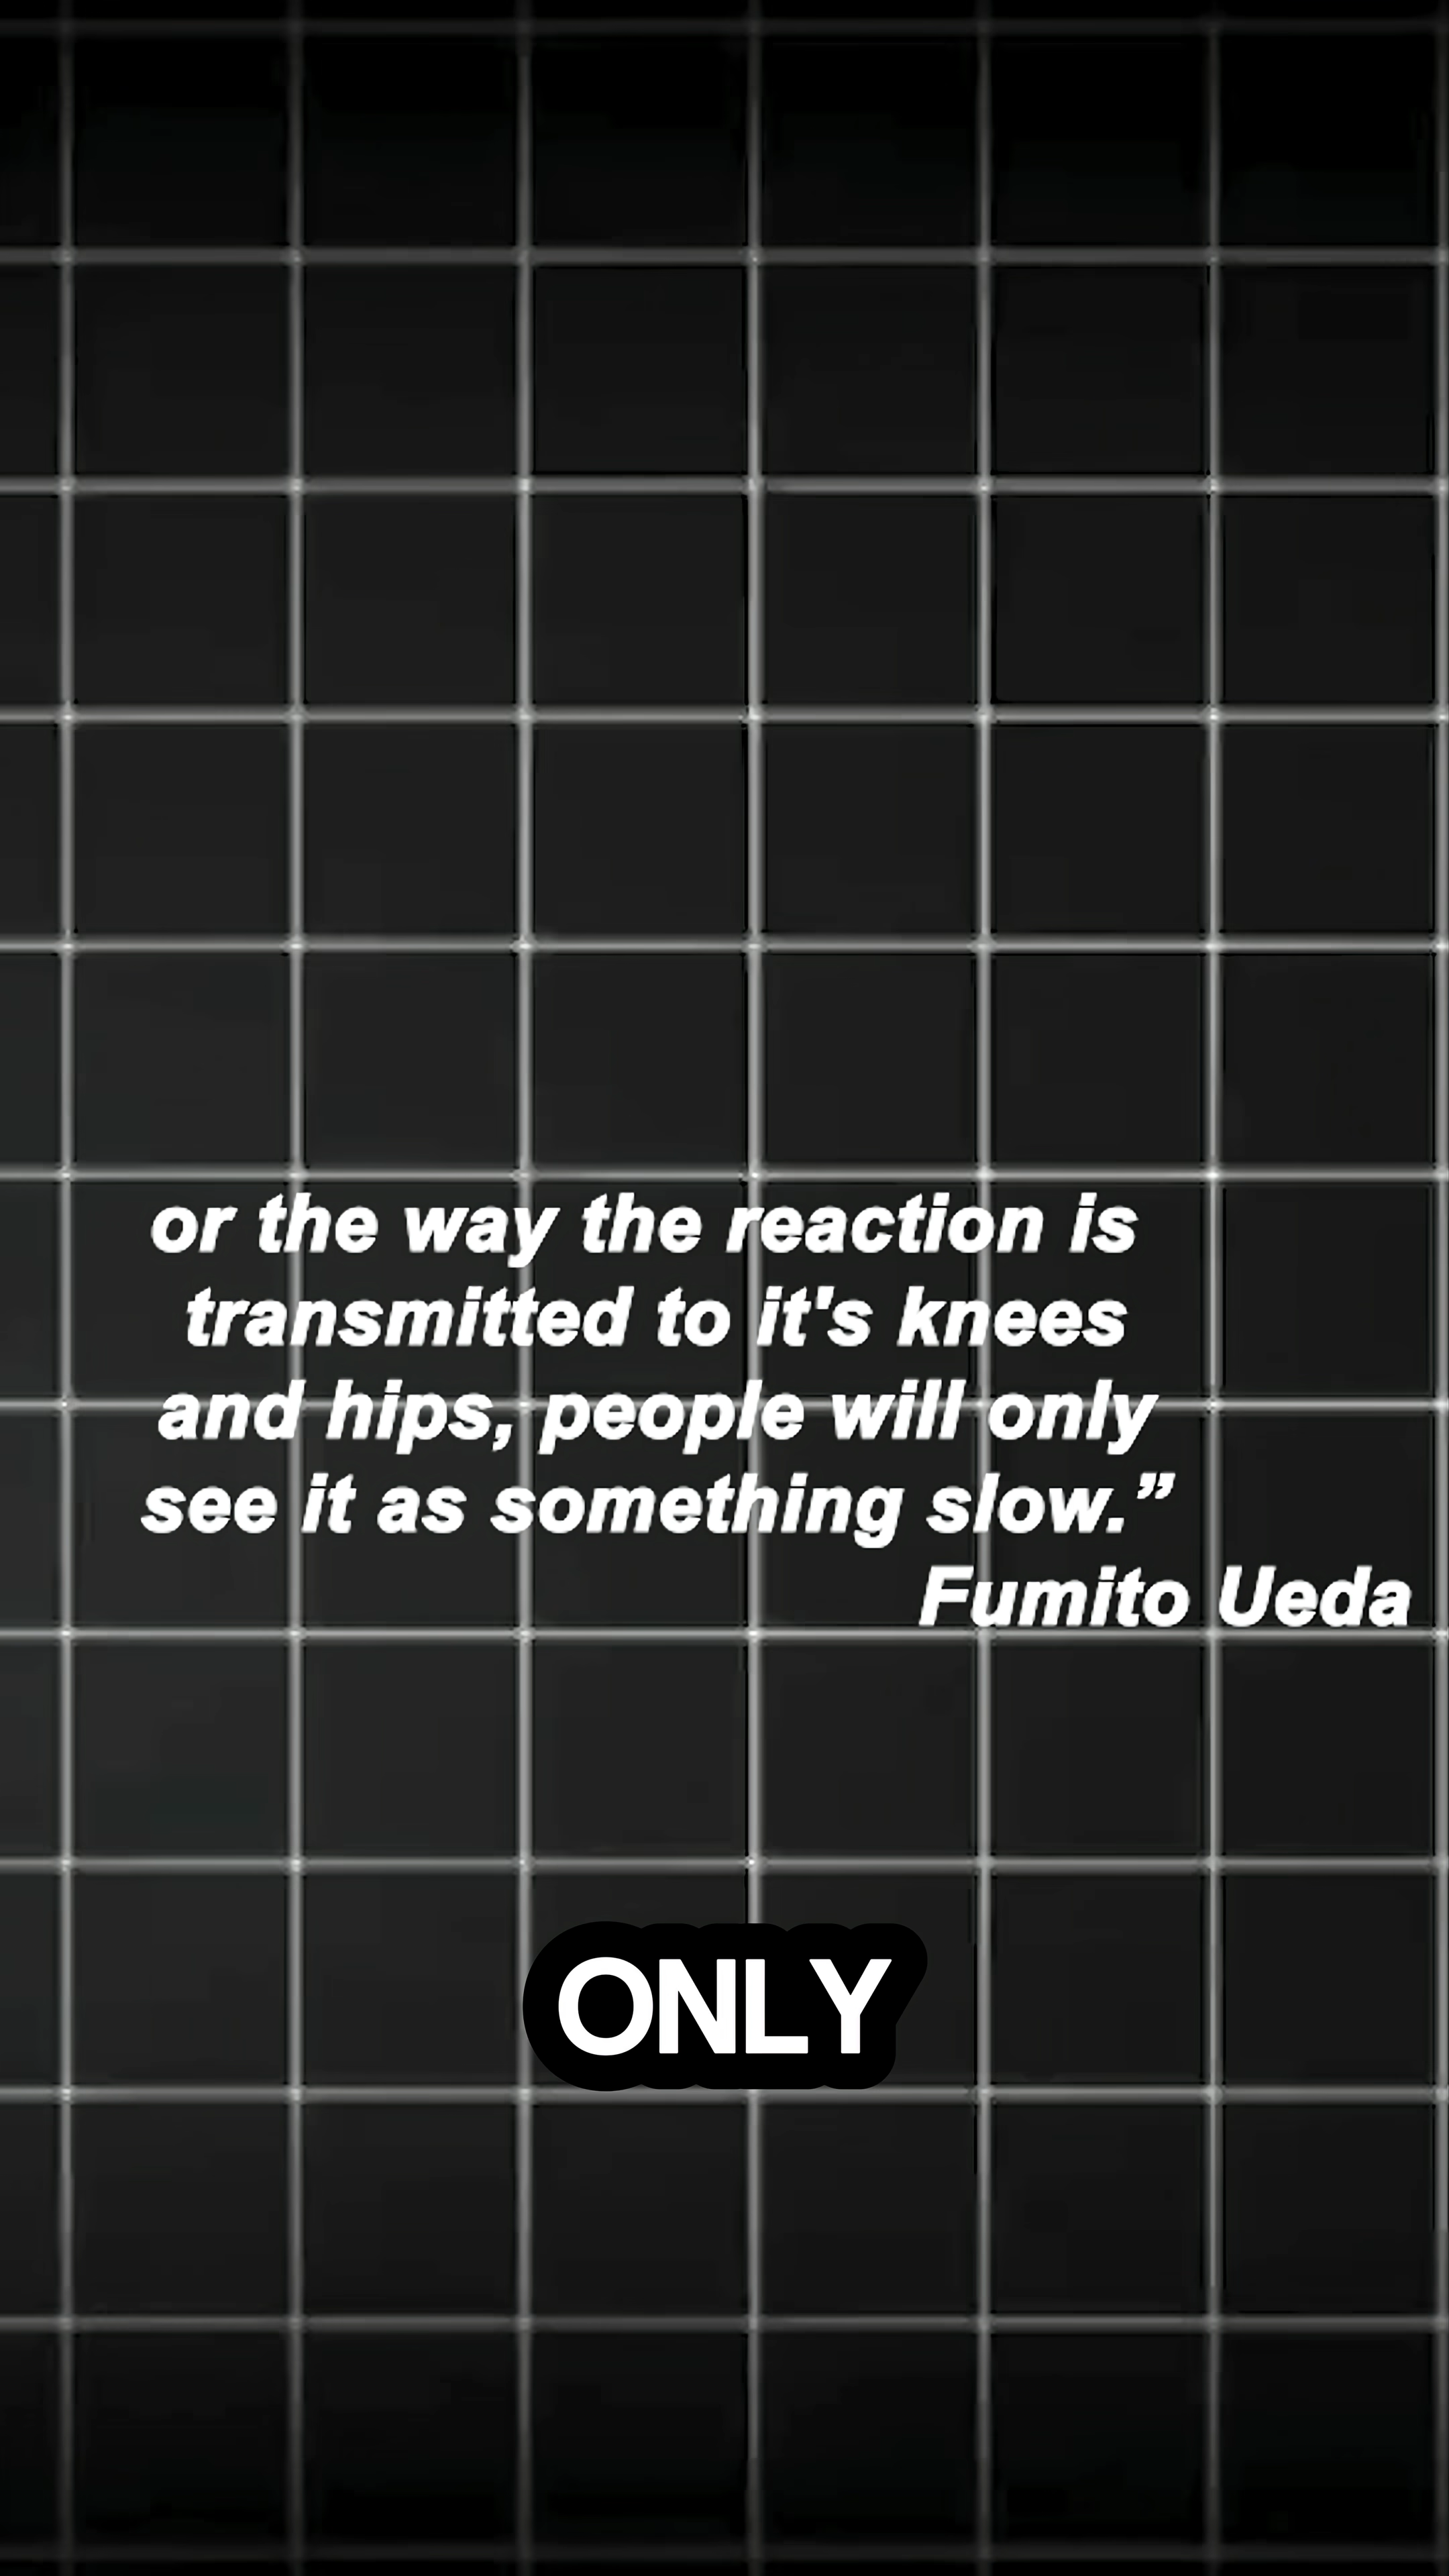 or the way the reaction is
transmitted to it's knees
and hips, people will only
see it as something slow.”
Fumito Ueda
ONLY